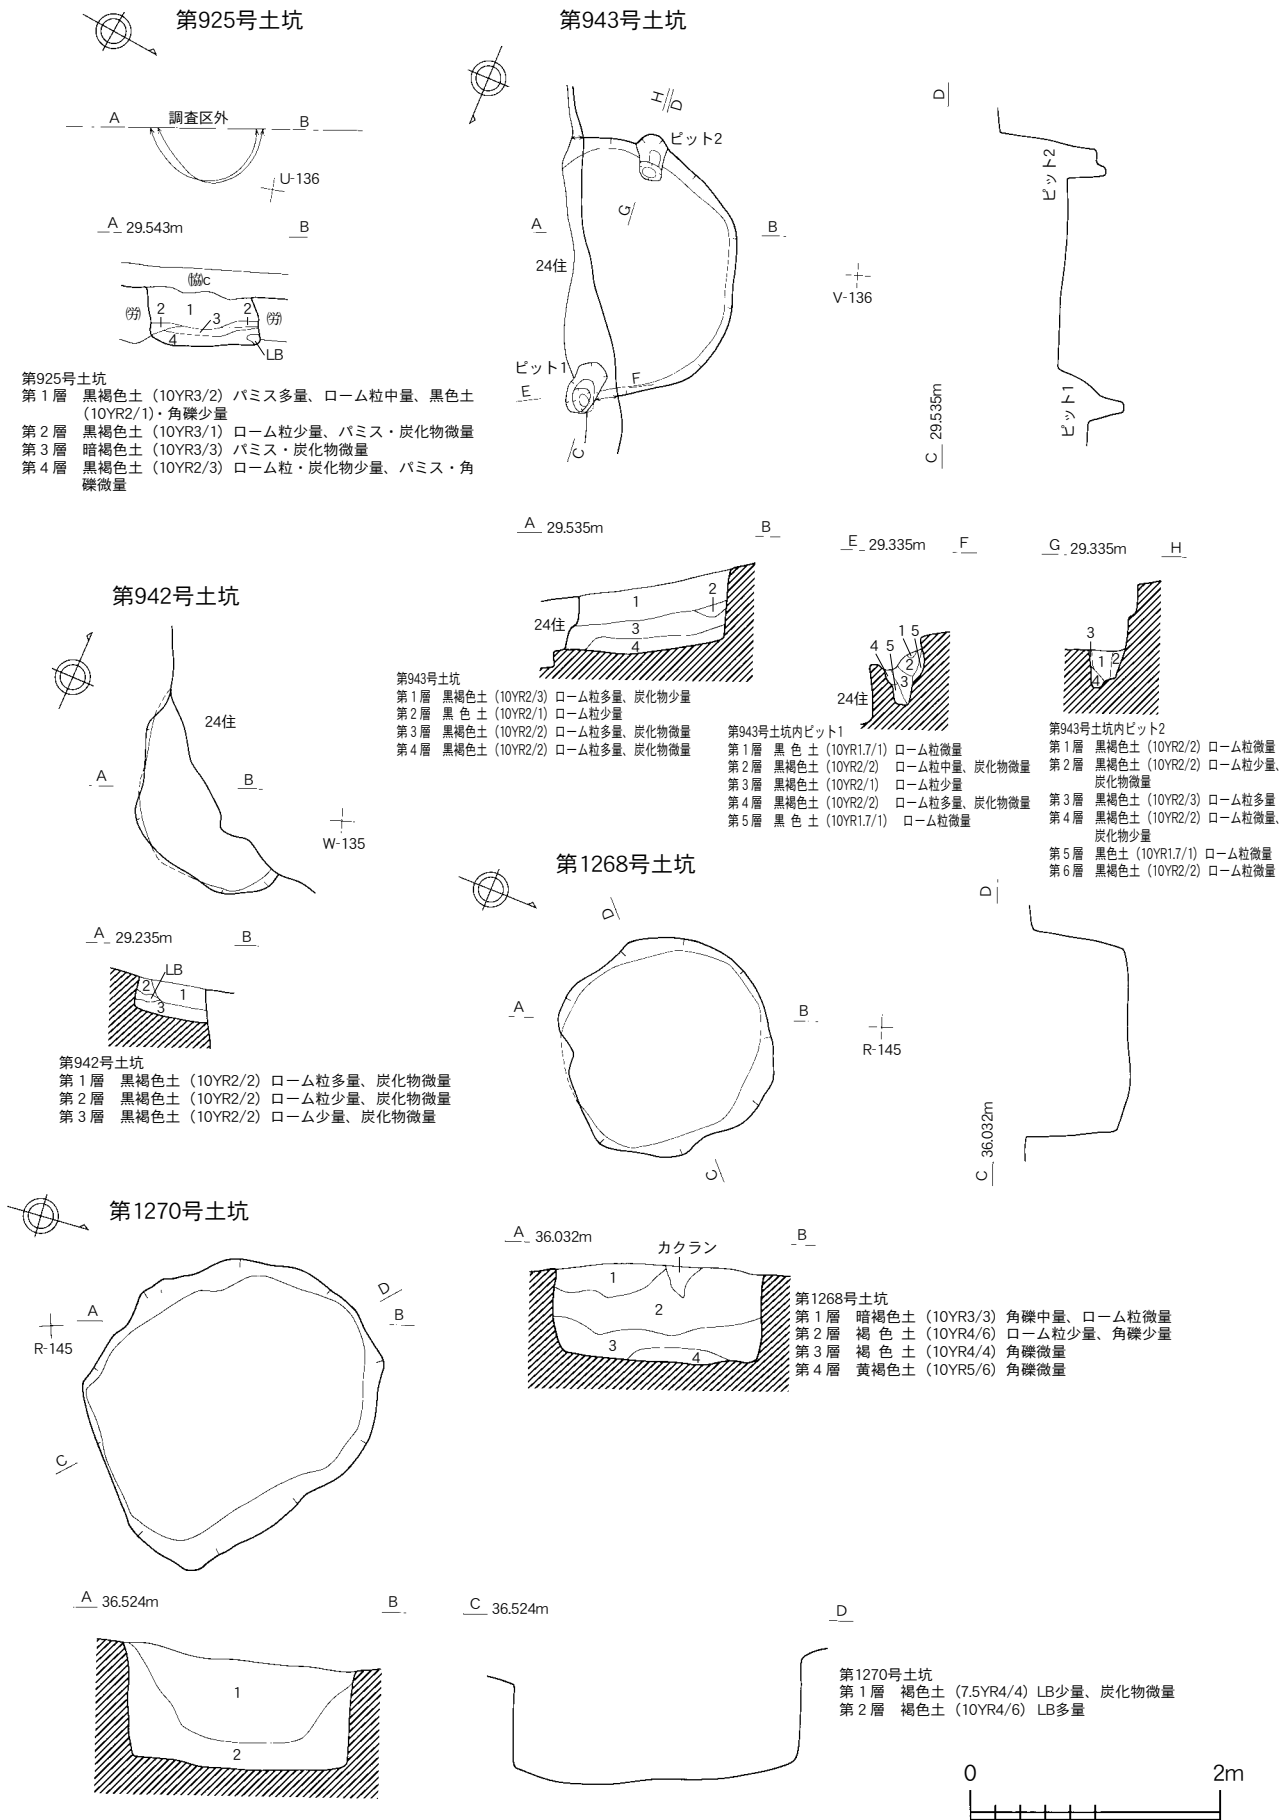 第925号土坑
A
調査区外
B
U-136
A 29.543m
B
1
2
2
3
4
LB
第925号土坑
第1層 黒褐色土（10YR3/2）パミス多量、ローム粒中量、黒色土
（10YR2/1）・角礫少量
第2層 黒褐色土（10YR3/1）ローム粒少量、パミス・炭化物微量
第3層 暗褐色土（10YR3/3）パミス・炭化物微量
第4層 黒褐色土（10YR2/3）ローム粒・炭化物少量、パミス・角
礫微量
第943号土坑
H
D
ピット2
G
A
B
24住
V-136
ピット1
E
F
C
D
ピット2
ピット1
C 29.535m
A 29.535m
B
1
2
24住
3
4
第943号土坑
第1層 黒褐色土（10YR2/3）ローム粒多量、炭化物少量
第2層 黒色土（10YR2/1）ローム粒少量
第3層 黒褐色土（10YR2/2）ローム粒多量、炭化物微量
第4層 黒褐色土（10YR2/2）ローム粒多量、炭化物微量
E 29.335m
F
1 5
4 5
2
3
24住
第943号土坑内ピット1
第1層 黒色土（10YR1.7/1）ローム粒微量
第2層 黒褐色土（10YR2/2） ローム粒中量、炭化物微量
第3層 黒褐色土（10YR2/1） ローム粒少量
第4層 黒褐色土（10YR2/2） ローム粒多量、炭化物微量
第5層 黒色土（10YR1.7/1） ローム粒微量
G 29.335m
H
3
1 2
4
第943号土坑内ピット2
第1層 黒褐色土（10YR2/2）ローム粒微量
第2層 黒褐色土（10YR2/2）ローム粒少量、
炭化物微量
第3層 黒褐色土（10YR2/3）ローム粒多量
第4層 黒褐色土（10YR2/2）ローム粒微量、
炭化物少量
第5層 黒色土（10YR1.7/1）ローム粒微量
第6層 黒褐色土（10YR2/2）ローム粒微量
第942号土坑
24住
A
B
W-135
A 29.235m
B
LB
2
1
3
第942号土坑
第1層 黒褐色土（10YR2/2）ローム粒多量、炭化物微量
第2層 黒褐色土（10YR2/2）ローム粒少量、炭化物微量
第3層 黒褐色土（10YR2/2）ローム少量、炭化物微量
第1268号土坑
D
A
B
R-145
C
D
C 36.032m
A 36.032m
B
カクラン
1
2
3
4
第1268号土坑
第1層 暗褐色土（10YR3/3）角礫中量、ローム粒微量
第2層 褐色土（10YR4/6）ローム粒少量、角礫少量
第3層 褐色土（10YR4/4）角礫微量
第4層 黄褐色土（10YR5/6）角礫微量
第1270号土坑
D
A
B
R-145
C
A 36.524m
B
1
2
C 36.524m
D
第1270号土坑
第1層 褐色土（7.5YR4/4）LB少量、炭化物微量
第2層 褐色土（10YR4/6）LB多量
0
2m